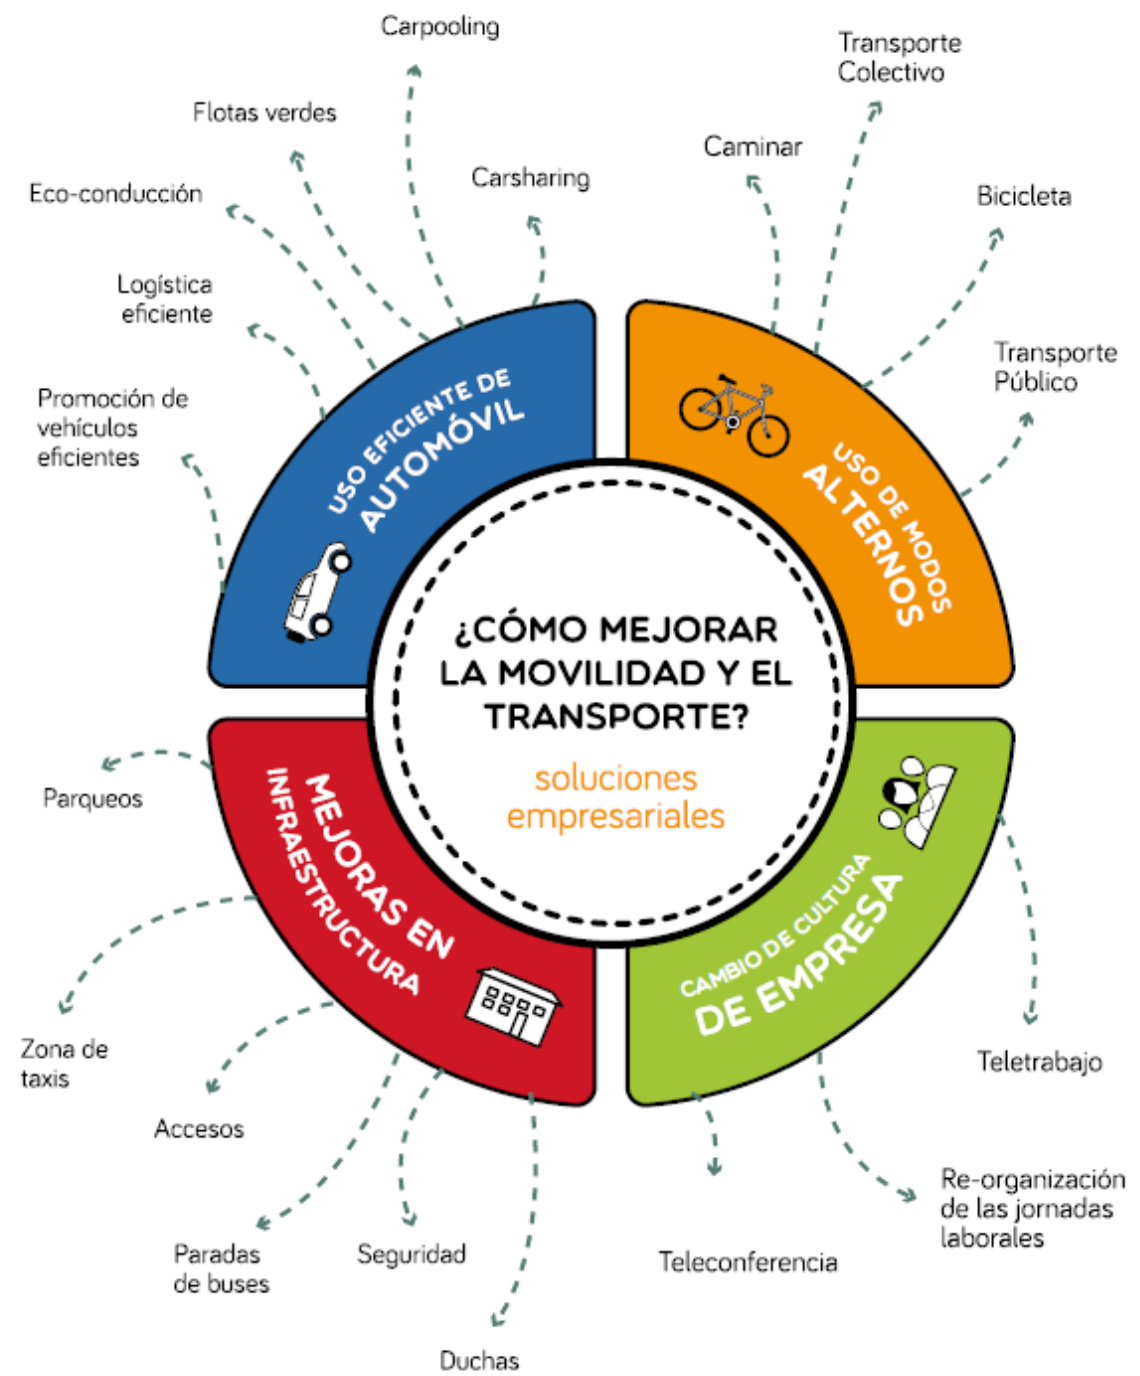 Carpooling
Flotas verdes
Eco-conducción
Carsharing
Logística
eficiente
Promoción de
vehículos
eficientes
USO EFICIENTE DE
AUTOMÓVIL
Transporte
Colectivo
Caminar
Bicicleta
Transporte
Público
USO DE MODOS
ALTERNOS
¿CÓMO MEJORAR
LA MOVILIDAD Y EL
TRANSPORTE?
soluciones
empresariales
MEJORAS EN
INFRAESTRUCTURA
Parqueos
Zona de
taxis
Accesos
Paradas
de buses
Seguridad
Duchas
CAMBIO DE CULTURA
DE EMPRESA
Teletrabajo
Re-organización
de las jornadas
laborales
Teleconferencia